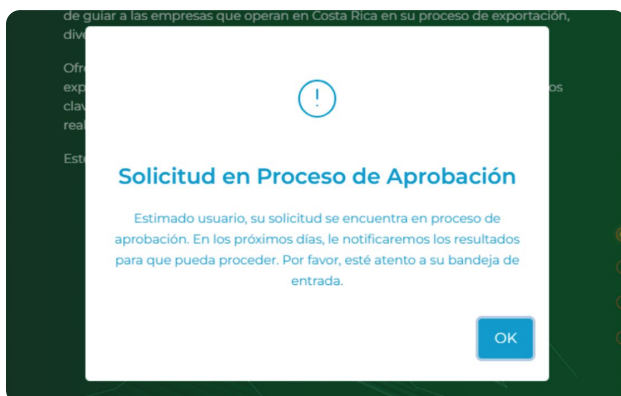 de guiar a las empresas que operan en Costa Rica en su proceso de exportación,
Solicitud en Proceso de Aprobación
Estimado usuario, su solicitud se encuentra en proceso de
aprobación. En los próximos días, le notificaremos los resultados
para que pueda proceder. Por favor, esté atento a su bandeja de
entrada.
OK